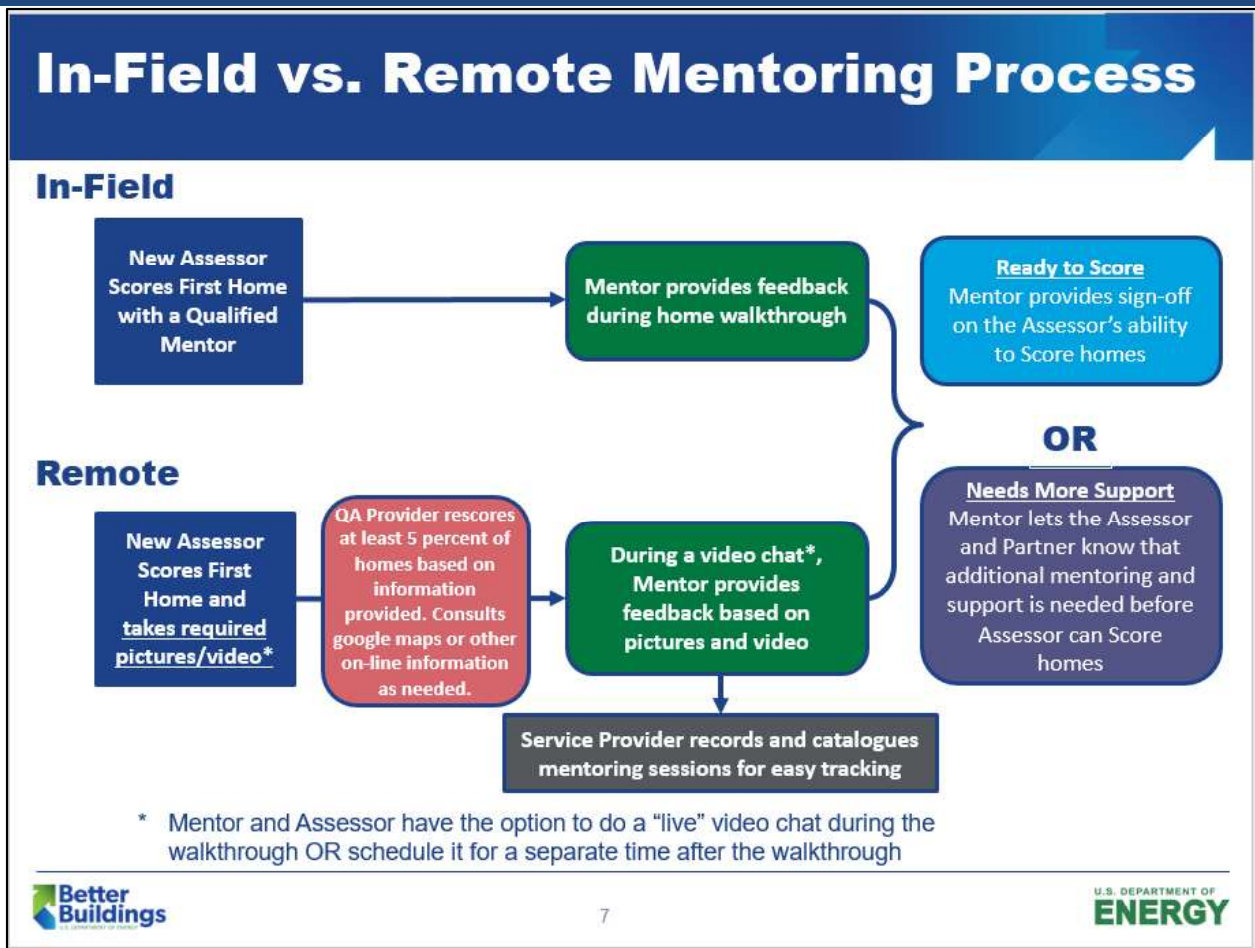 In-Field vs. Remote Mentoring Process
In-Field
New Assessor
Scores First Home
with a Qualified
Mentor
Mentor provides feedback
during home walkthrough
Ready to Score
Mentor provides sign-off
on the Assessor's ability
to Score homes
OR
Remote
New Assessor
Scores First
Home and
takes required
pictures/video*
QA Provider rescores
at least 5 percent of
homes based on
information
provided. Consults
google maps or other
on-line information
as needed.
During a video chat*,
Mentor provides
feedback based on
pictures and video
Needs More Support
Mentor lets the Assessor
and Partner know that
additional mentoring and
support is needed before
Assessor can Score
homes
Service Provider records and catalogues
mentoring sessions for easy tracking
* Mentor and Assessor have the option to do a “live” video chat during the
walkthrough OR schedule it for a separate time after the walkthrough
Better
Buildings
U.S. DEPARTMENT OF ENERGY
7
U.S. DEPARTMENT OF
ENERGY